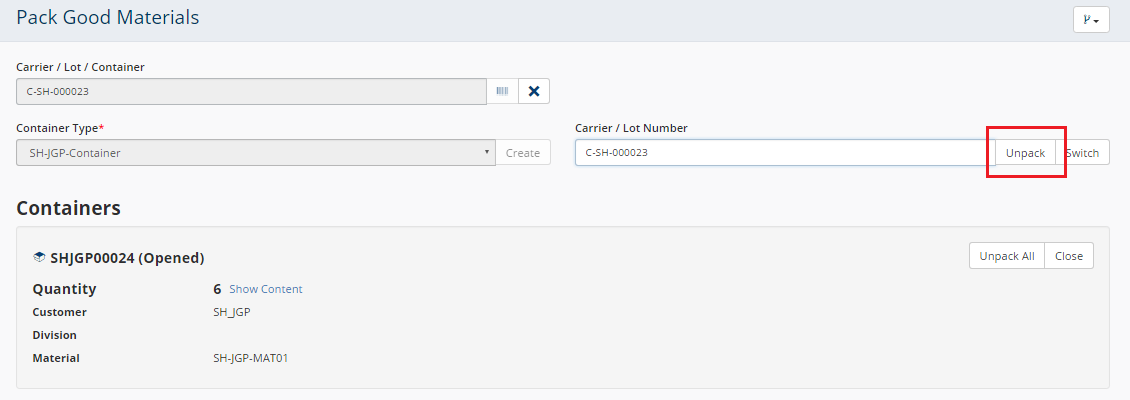 Pack Good Materials
Carrier / Lot / Container
C-SH-000023
Container Type* Carrier / Lot Number
SH-JGP-Container Create C-SH-000023 Unpack Switch
Containers
SHJGP00024 (Opened) Unpack All Close
Quantity 6 Show Content
Customer SH_JGP
Division
Material SH-JGP-MAT01